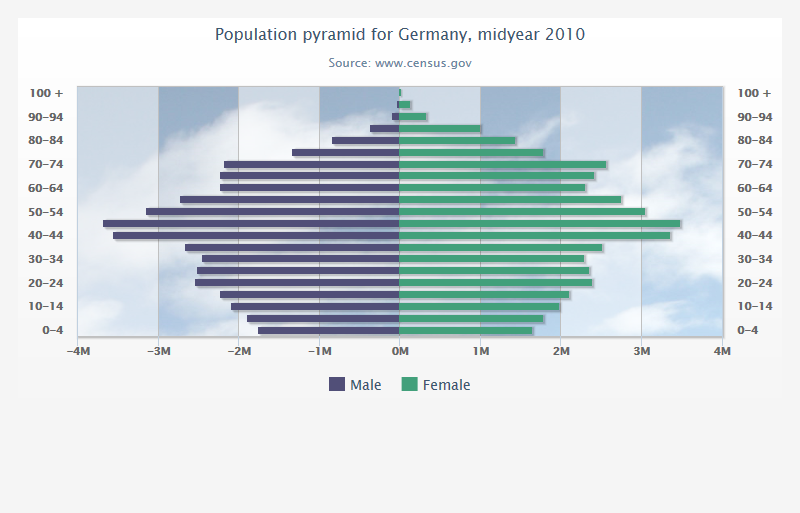 Population pyramid for Germany, midyear 2010
Source: www.census.gov
100 + 100 +
90–94 90–94
80–84 80–84
70–74 70–74
60–64 60–64
50–54 50–54
40–44 40–44
30–34 30–34
20–24 20–24
10–14 10–14
0–4 0–4
−4M −3M −2M −1M 0M 1M 2M 3M 4M
Male Female